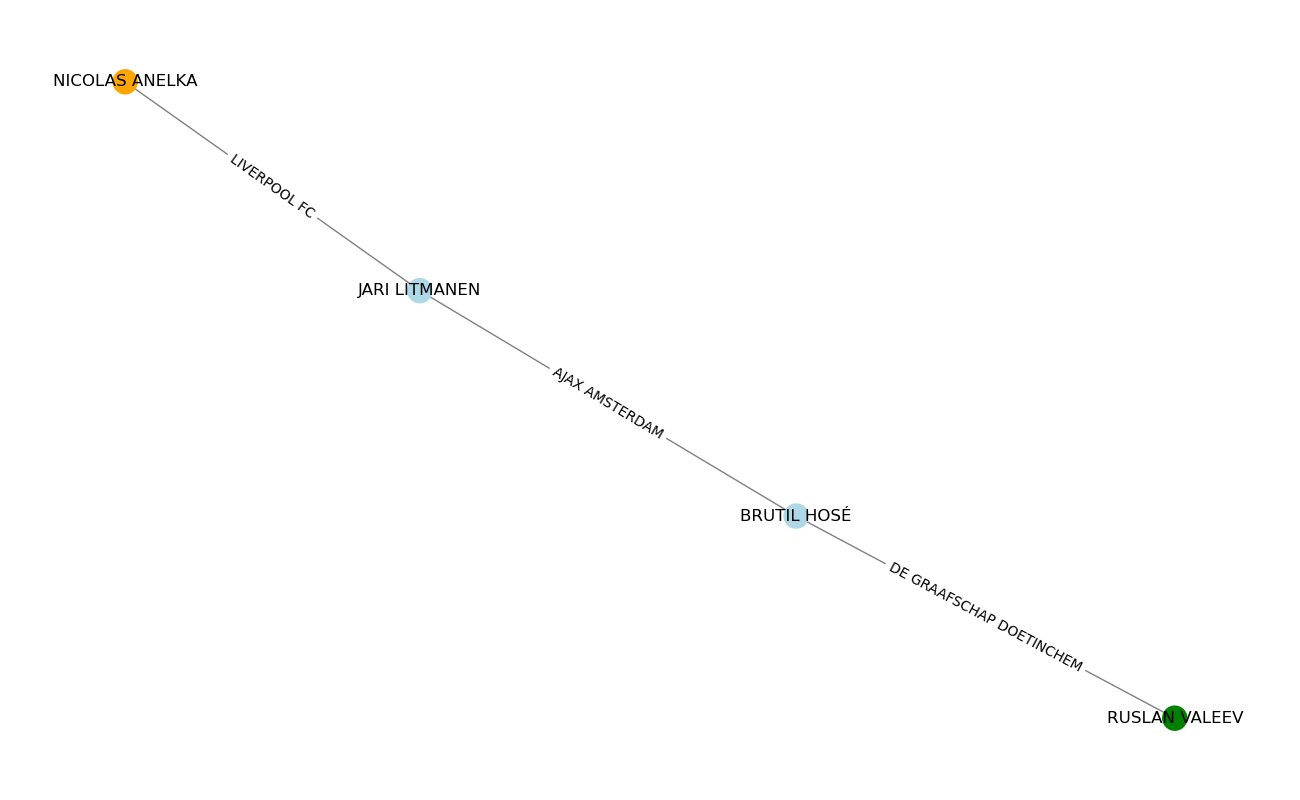 NICOLAS ANELKA
LIVERPOOL FC
JARI LITMANEN
AJAX AMSTERDAM
BRUTIL HOSÉ
DE GRAAFSCHAP DOETINCHEM
RUSLAN VALEEV